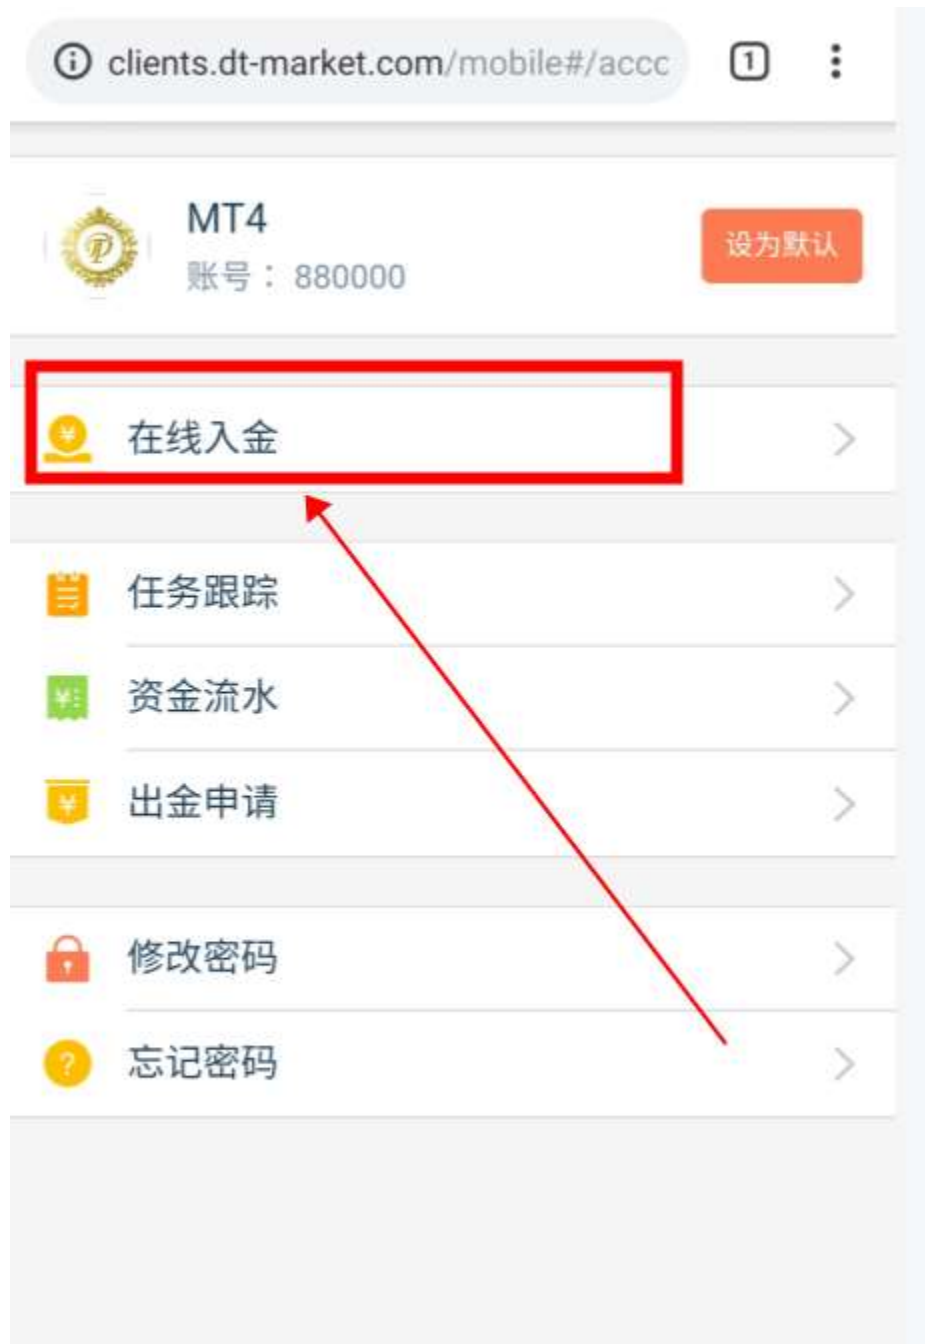 clients.dt-market.com/mobile#/accc
1
MT4
账号： 880000
设为默认
在线入金
任务跟踪
资金流水
出金申请
修改密码
忘记密码